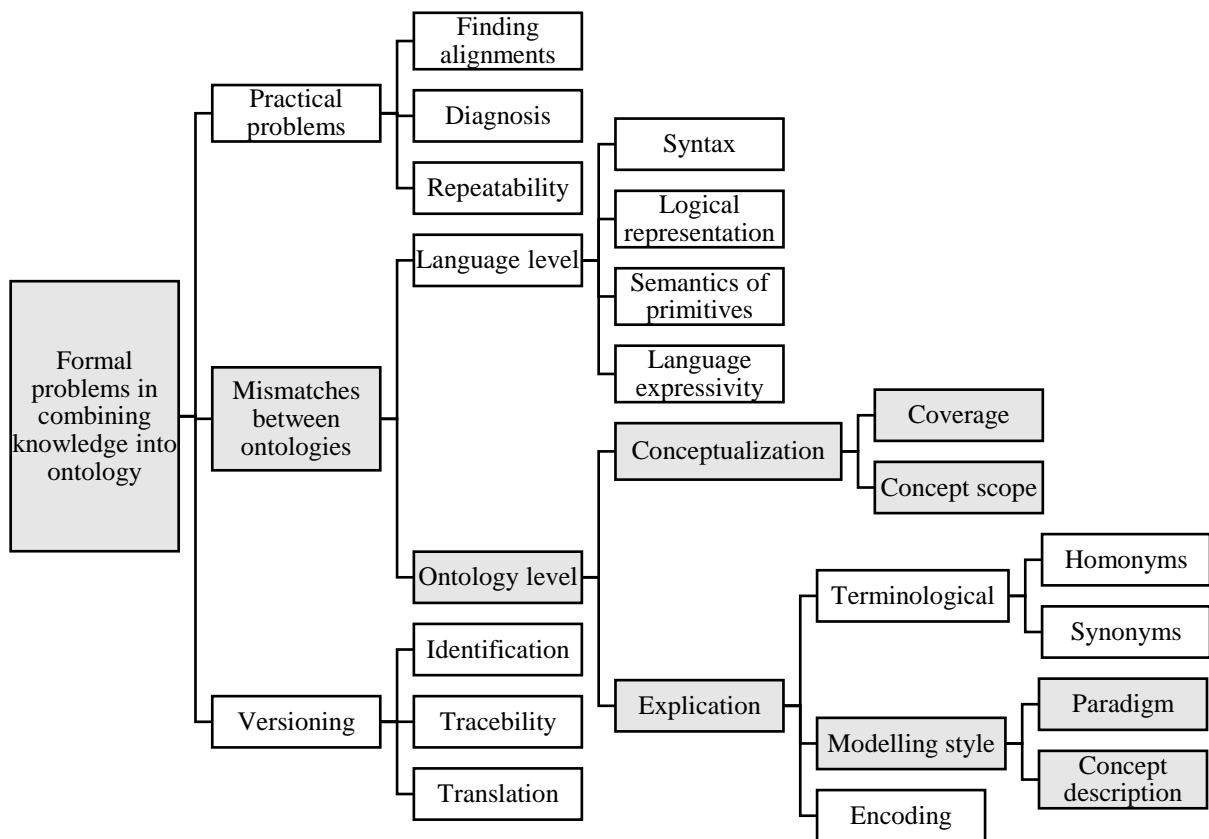 Finding
alignments
Practical
problems
Diagnosis
Repeatability
Syntax
Logical
representation
Language level
Semantics of
primitives
Language
expressivity
Formal
problems in
combining
knowledge into
ontology
Mismatches
between
ontologies
Conceptualization
Coverage
Concept scope
Ontology level
Terminological
Homonyms
Synonyms
Explication
Modelling style
Paradigm
Concept
description
Encoding
Versioning
Identification
Tracebility
Translation